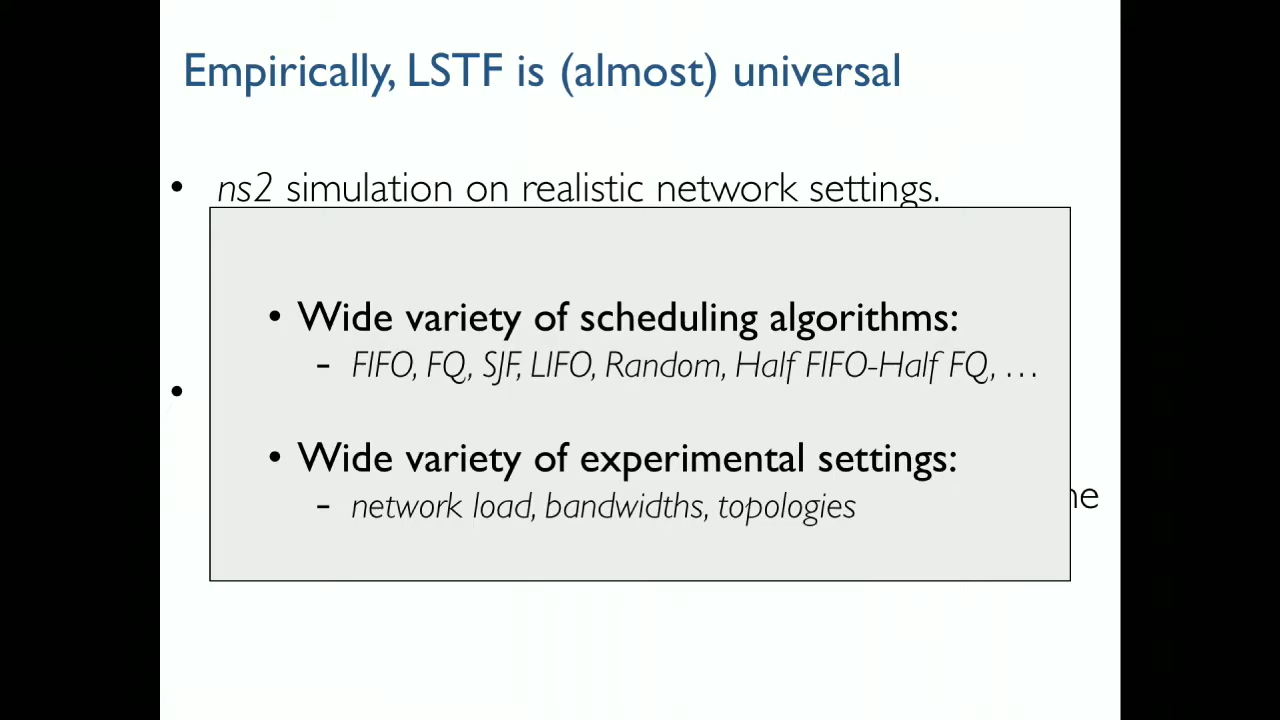 Empirically, LSTF is (almost) universal
• ns2 simulation on realistic network settings.
• Wide variety of scheduling algorithms:
- FIFO, FQ, SJF, LIFO, Random, Half FIFO-Half FQ, …
•
• Wide variety of experimental settings:
- network load, bandwidths, topologies